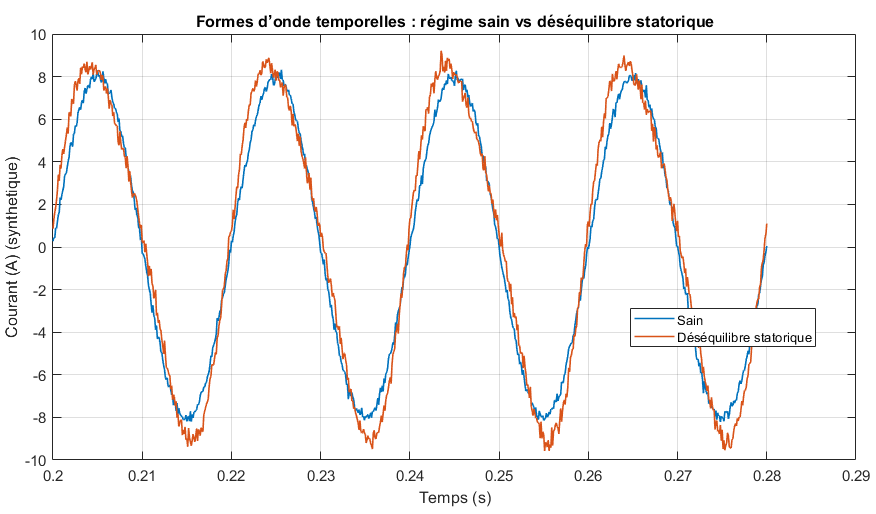 Formes d’onde temporelles : régime sain vs déséquilibre statorique
10
8
6
4
2
0
-2
-4
-6
-8
-10
Courant (A) (synthetique)
Sain
Déséquilibre statorique
0.2 0.21 0.22 0.23 0.24 0.25 0.26 0.27 0.28 0.29
Temps (s)